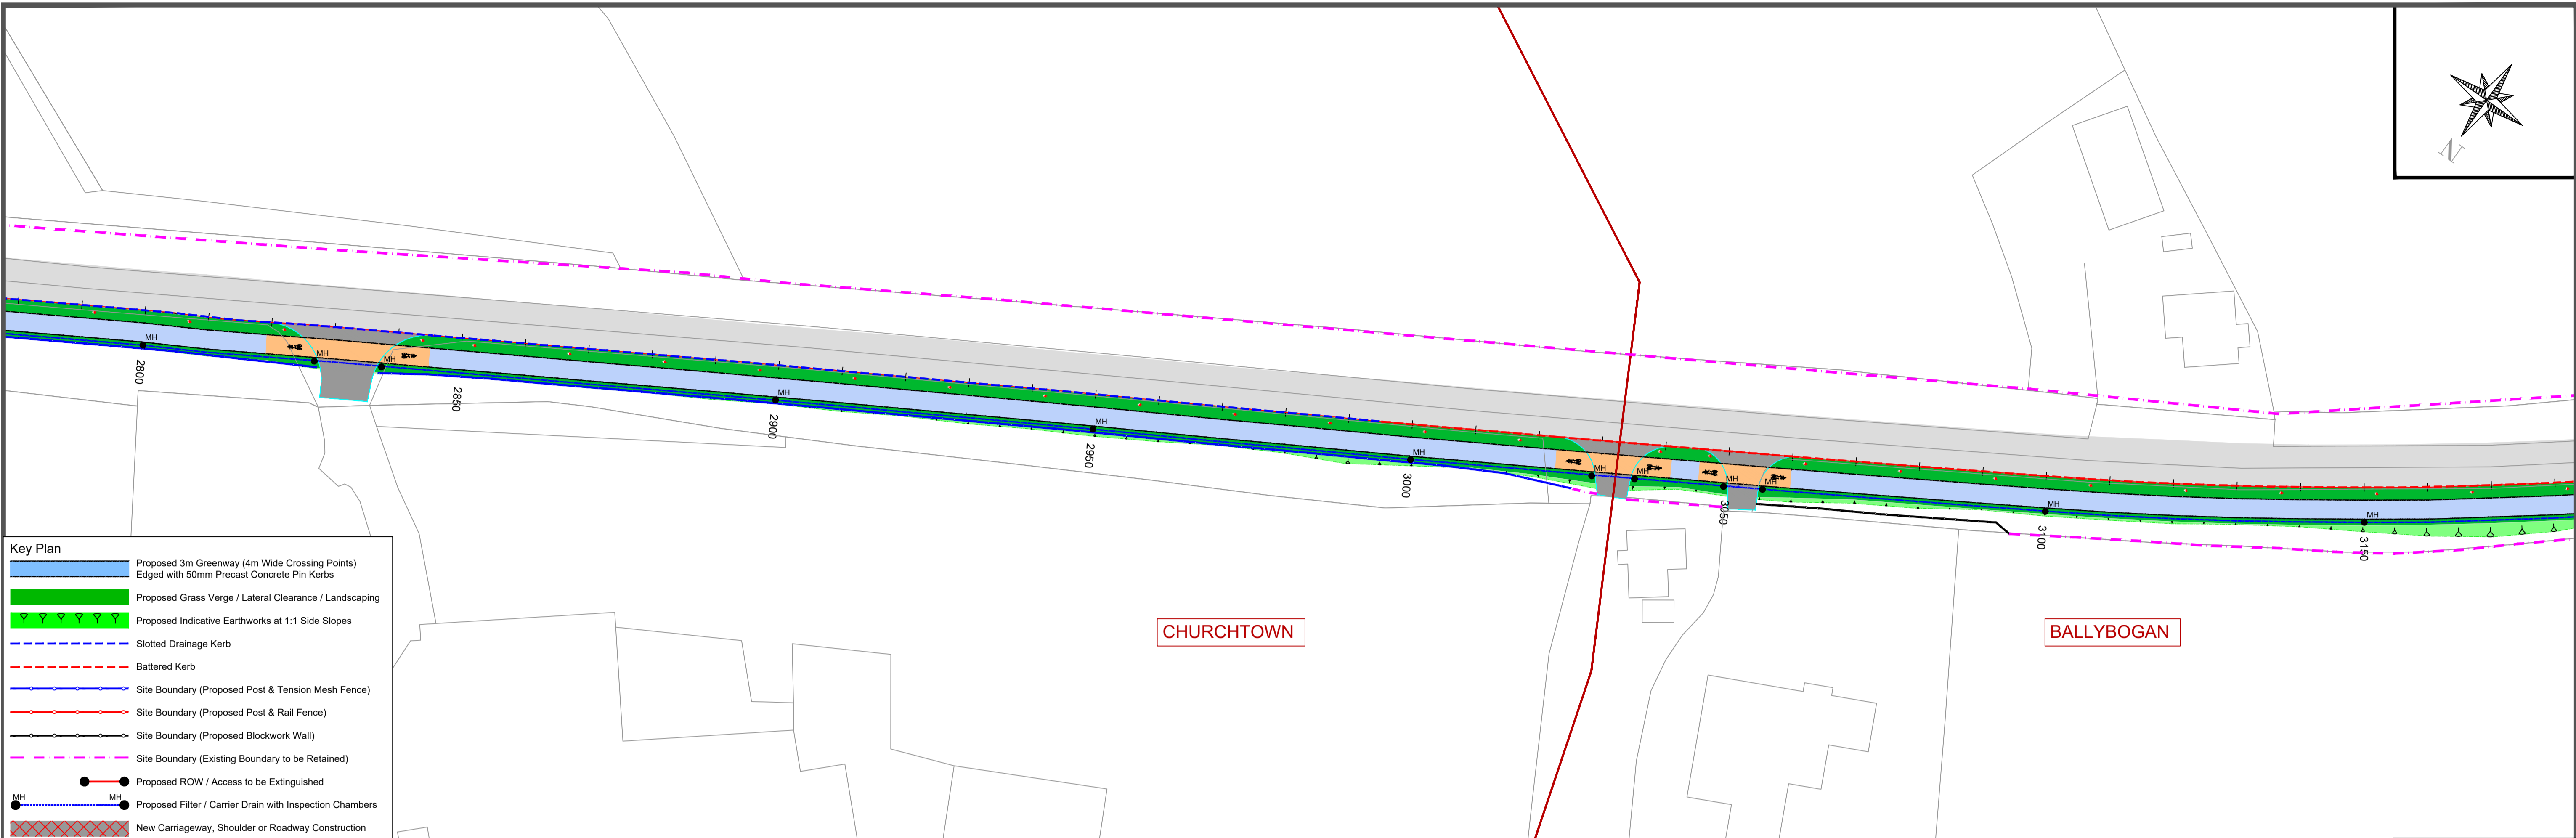 N
MH
MH
MH
MH
MH
MH
MH
MH
MH
MH
MH
MH
2800
2850
2900
2950
3000
3050
3100
3150
CHURCHTOWN
BALLYBOGAN
Key Plan
Proposed 3m Greenway (4m Wide Crossing Points)
Edged with 50mm Precast Concrete Pin Kerbs
Proposed Grass Verge / Lateral Clearance / Landscaping
Proposed Indicative Earthworks at 1:1 Side Slopes
Slotted Drainage Kerb
Battered Kerb
Site Boundary (Proposed Post & Tension Mesh Fence)
Site Boundary (Proposed Post & Rail Fence)
Site Boundary (Proposed Blockwork Wall)
Site Boundary (Existing Boundary to be Retained)
Proposed ROW / Access to be Extinguished
MH MH
Proposed Filter / Carrier Drain with Inspection Chambers
New Carriageway, Shoulder or Roadway Construction